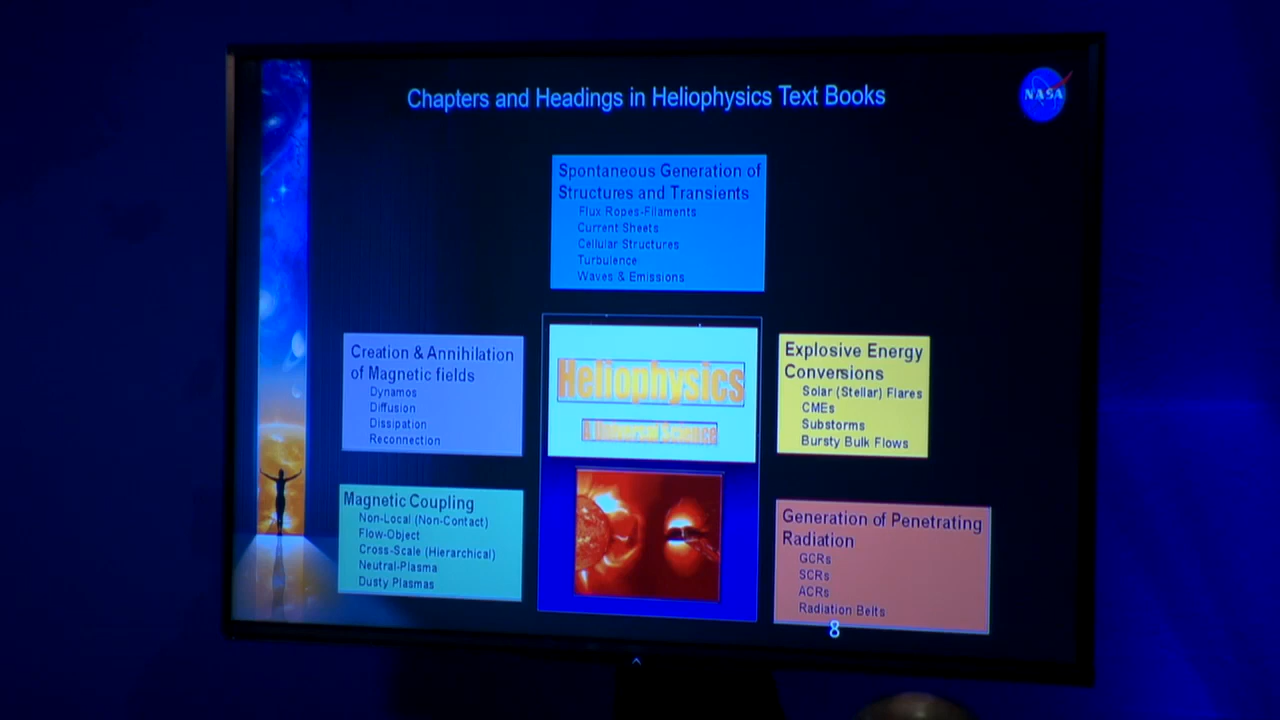 Chapters and Headings in Heliophysics Text Books
NASA
Spontaneous Generation of
Structures and Transients
Flux Ropes-Filaments
Current Sheets
Cellular Structures
Turbulence
Waves & Emissions
Creation & Annihilation
of Magnetic fields
Dynamos
Diffusion
Dissipation
Reconnection
Heliophysics
A Universal Science
Explosive Energy
Conversions
Solar (Stellar) Flares
CMEs
Substorms
Bursty Bulk Flows
Magnetic Coupling
Non-Local (Non-Contact)
Flow-Object
Cross-Scale (Hierarchical)
Neutral-Plasma
Dusty Plasmas
Generation of Penetrating
Radiation
GCRs
SCRs
ACRs
Radiation Belts
8